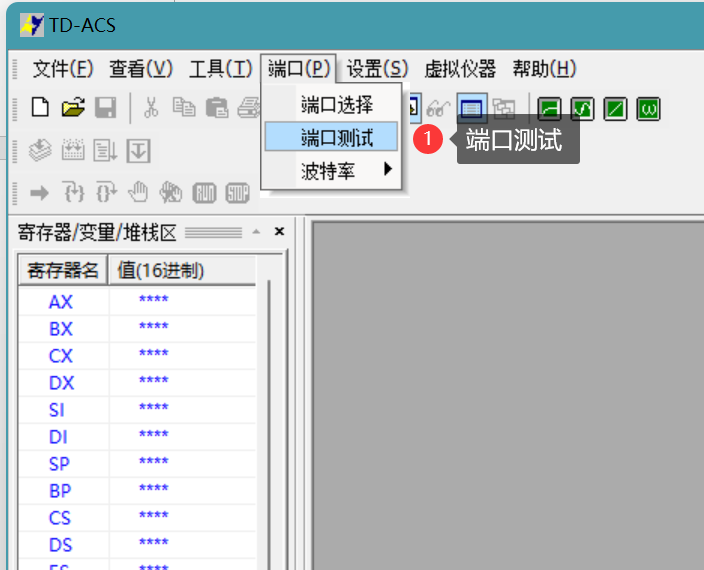 TD-ACS
文件(F) 查看(V) 工具(T) 端口(P) 设置(S) 虚拟仪器 帮助(H)
端口选择
端口测试
波特率
1 端口测试
RUN STOP
寄存器/变量/堆栈区
寄存器名 值(16进制)
AX ****
BX ****
CX ****
DX ****
SI ****
DI ****
SP ****
BP ****
CS ****
DS ****